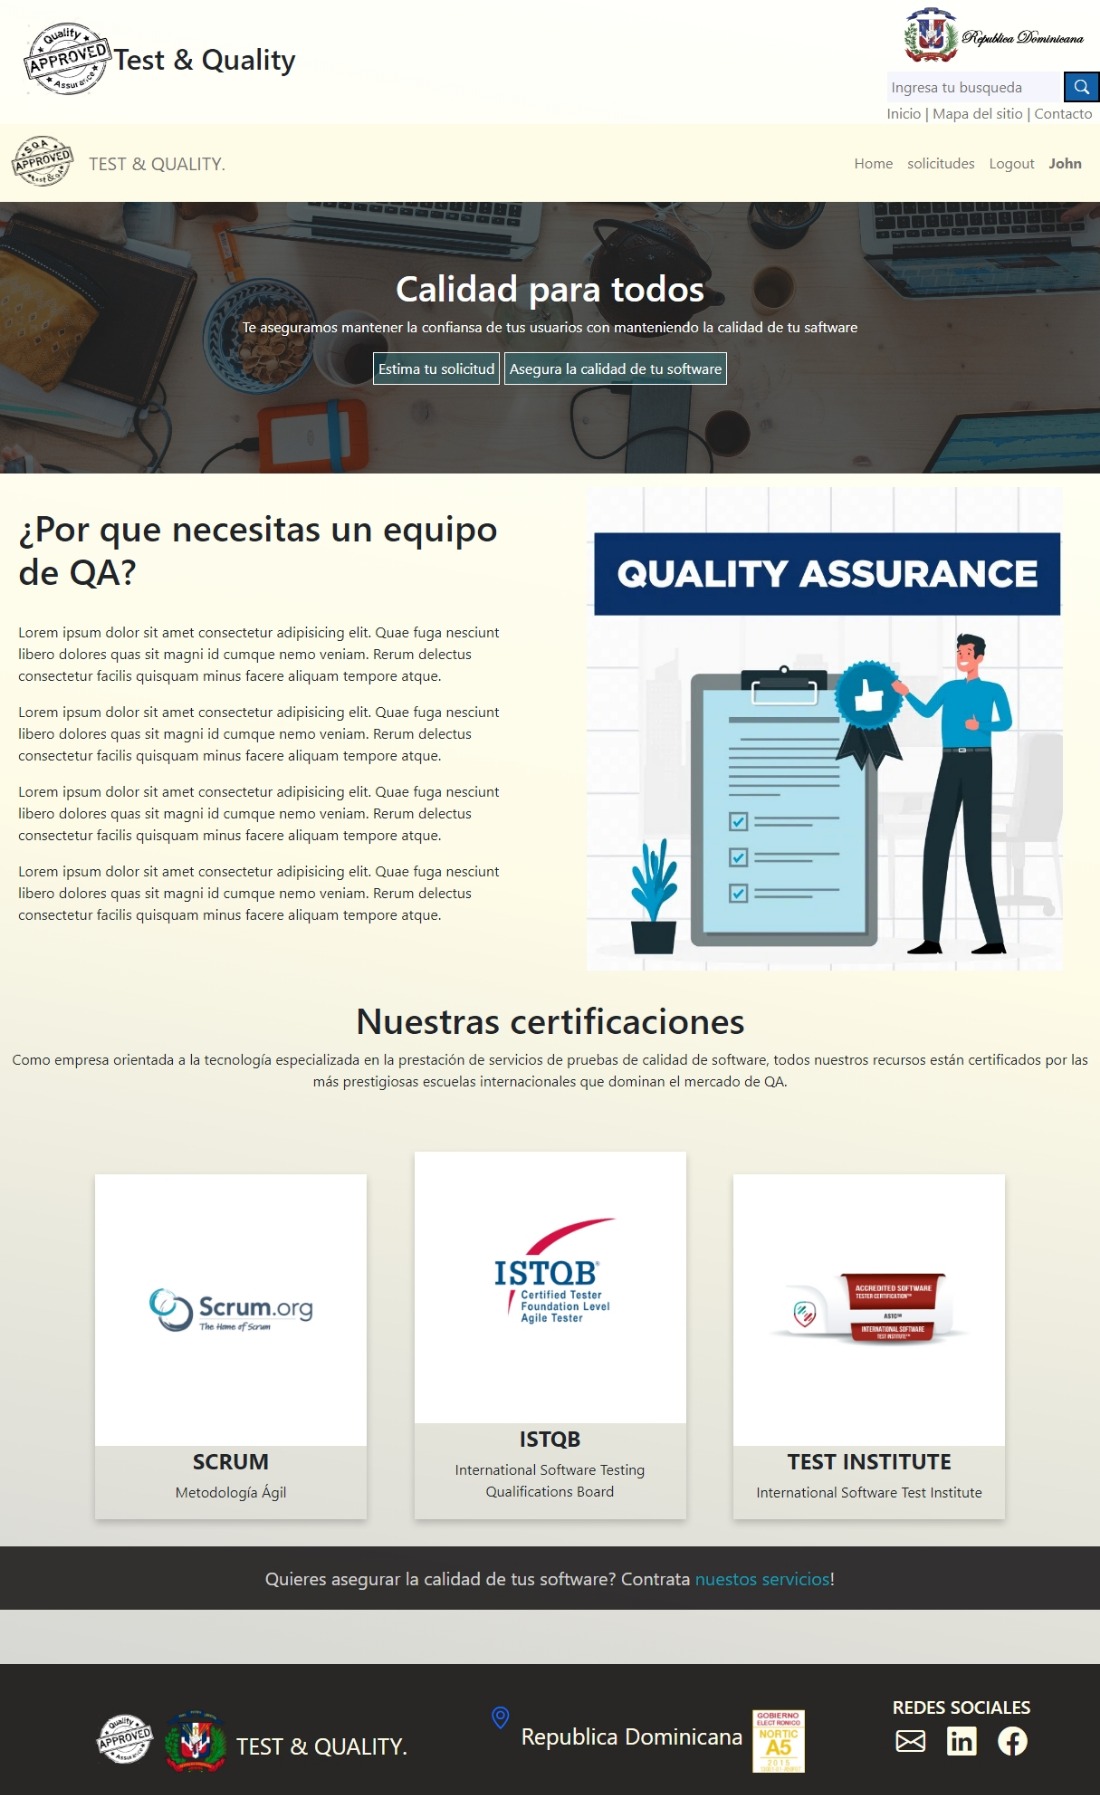 Quality
APPROVED
Assurance
Test & Quality
Republica Dominicana
Ingresa tu busqueda
Inicio | Mapa del sitio | Contacto
S.Q.A
APPROVED
TEST & QUALITY.
Home solicitudes Logout John
Calidad para todos
Te aseguramos mantener la confiansa de tus usuarios con manteniendo la calidad de tu saftware
Estima tu solicitud Asegura la calidad de tu software
¿Por que necesitas un equipo
de QA?
Lorem ipsum dolor sit amet consectetur adipisicing elit. Quae fuga nesciunt
libero dolores quas sit magni id cumque nemo veniam. Rerum delectus
consectetur facilis quisquam minus facere aliquam tempore atque.
Lorem ipsum dolor sit amet consectetur adipisicing elit. Quae fuga nesciunt
libero dolores quas sit magni id cumque nemo veniam. Rerum delectus
consectetur facilis quisquam minus facere aliquam tempore atque.
Lorem ipsum dolor sit amet consectetur adipisicing elit. Quae fuga nesciunt
libero dolores quas sit magni id cumque nemo veniam. Rerum delectus
consectetur facilis quisquam minus facere aliquam tempore atque.
Lorem ipsum dolor sit amet consectetur adipisicing elit. Quae fuga nesciunt
libero dolores quas sit magni id cumque nemo veniam. Rerum delectus
consectetur facilis quisquam minus facere aliquam tempore atque.
QUALITY ASSURANCE
Nuestras certificaciones
Como empresa orientada a la tecnología especializada en la prestación de servicios de pruebas de calidad de software, todos nuestros recursos están certificados por las
más prestigiosas escuelas internacionales que dominan el mercado de QA.
Scrum.org
The Home of Scrum
SCRUM
Metodología Ágil
ISTQB®
Certified Tester
Foundation Level
Agile Tester
ISTQB
International Software Testing
Qualifications Board
ACCREDITED SOFTWARE
TESTER CERTIFICATION™
ASTC™
INTERNATIONAL SOFTWARE
TEST INSTITUTE™
TEST INSTITUTE
International Software Test Institute
Quieres asegurar la calidad de tus software? Contrata nuestos servicios!
Quality
APPROVED
Assurance
TEST & QUALITY.
Republica Dominicana
GOBIERNO
ELECTRONICO
NORTIC
A5
2015
REDES SOCIALES